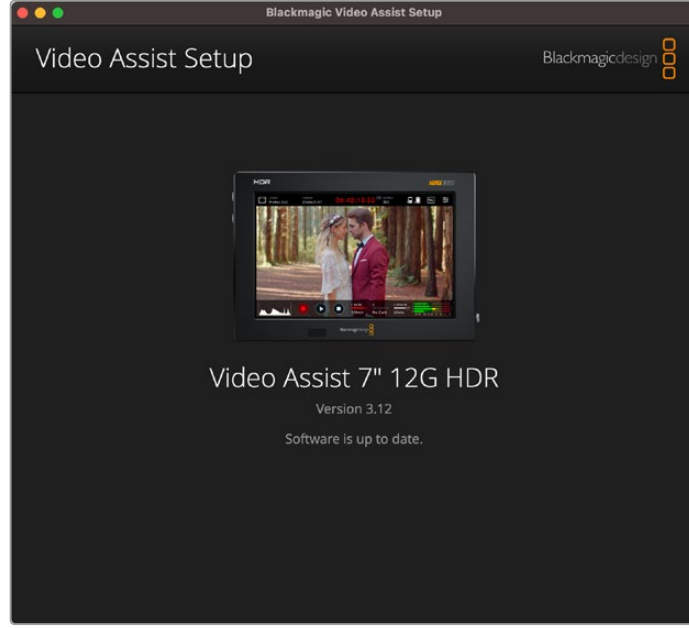 Blackmagic Video Assist Setup
Video Assist Setup
Blackmagicdesign
HDR
Video Assist 7" 12G HDR
Version 3.12
Software is up to date.